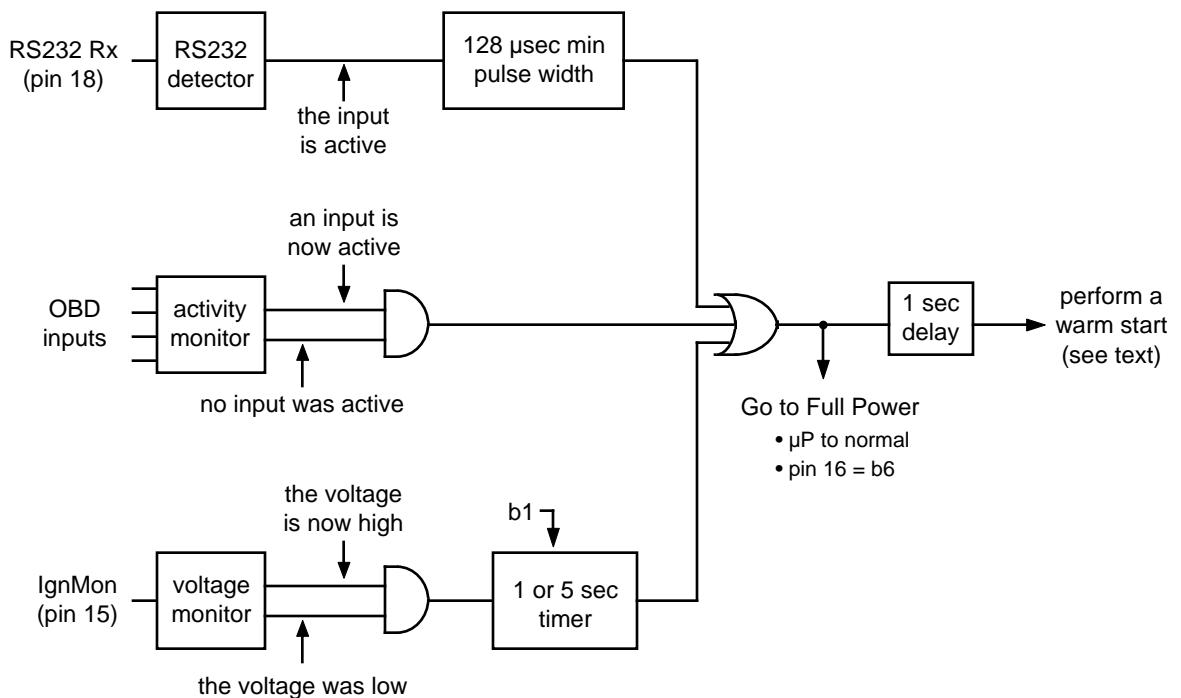 RS232 Rx
(pin 18)
RS232
detector
the input
is active
128 µsec min
pulse width
an input is
now active
OBD
inputs
activity
monitor
no input was active
1 sec
delay
perform a
warm start
(see text)
Go to Full Power
• µP to normal
• pin 16 = b6
the voltage
is now high
b1
IgnMon
(pin 15)
voltage
monitor
1 or 5 sec
timer
the voltage was low